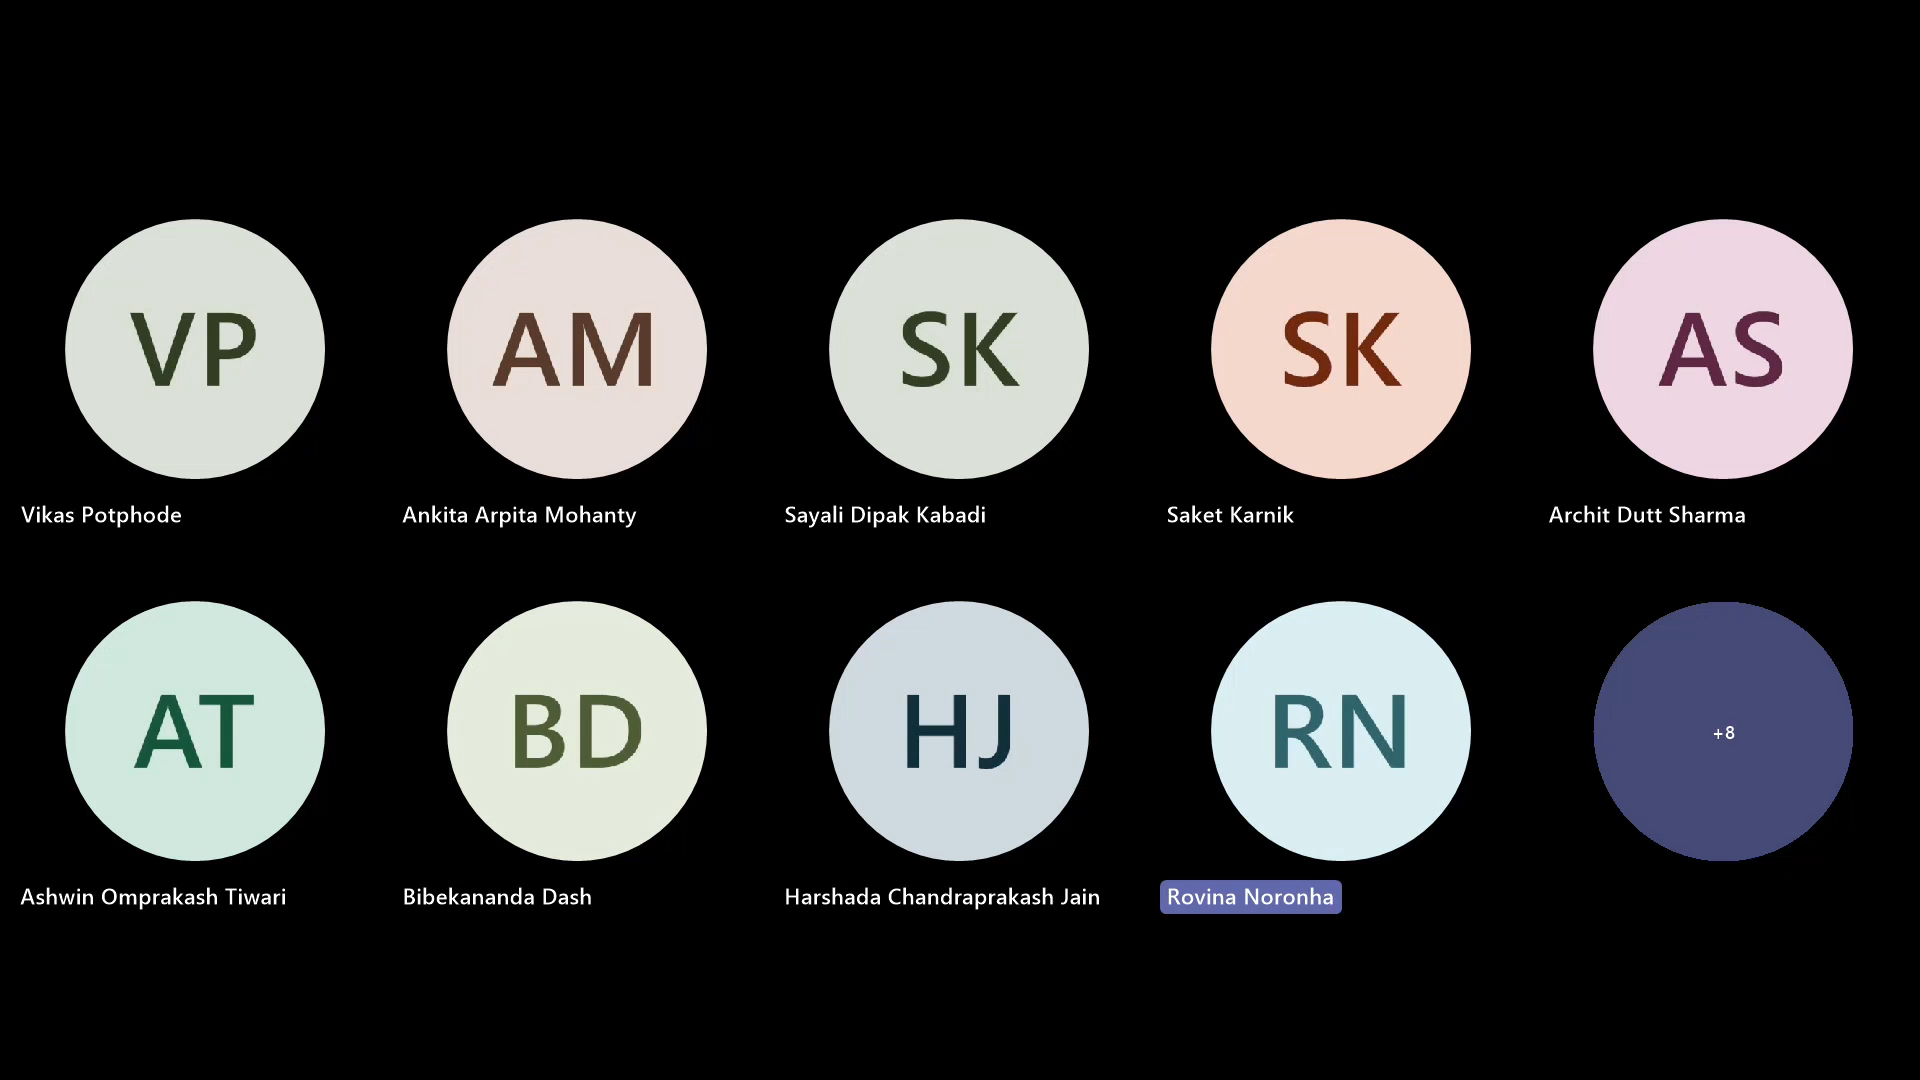 VP
AM
SK
SK
AS
Vikas Potphode
Ankita Arpita Mohanty
Sayali Dipak Kabadi
Saket Karnik
Archit Dutt Sharma
AT
BD
HJ
RN
+8
Ashwin Omprakash Tiwari
Bibekananda Dash
Harshada Chandraprakash Jain
Rovina Noronha